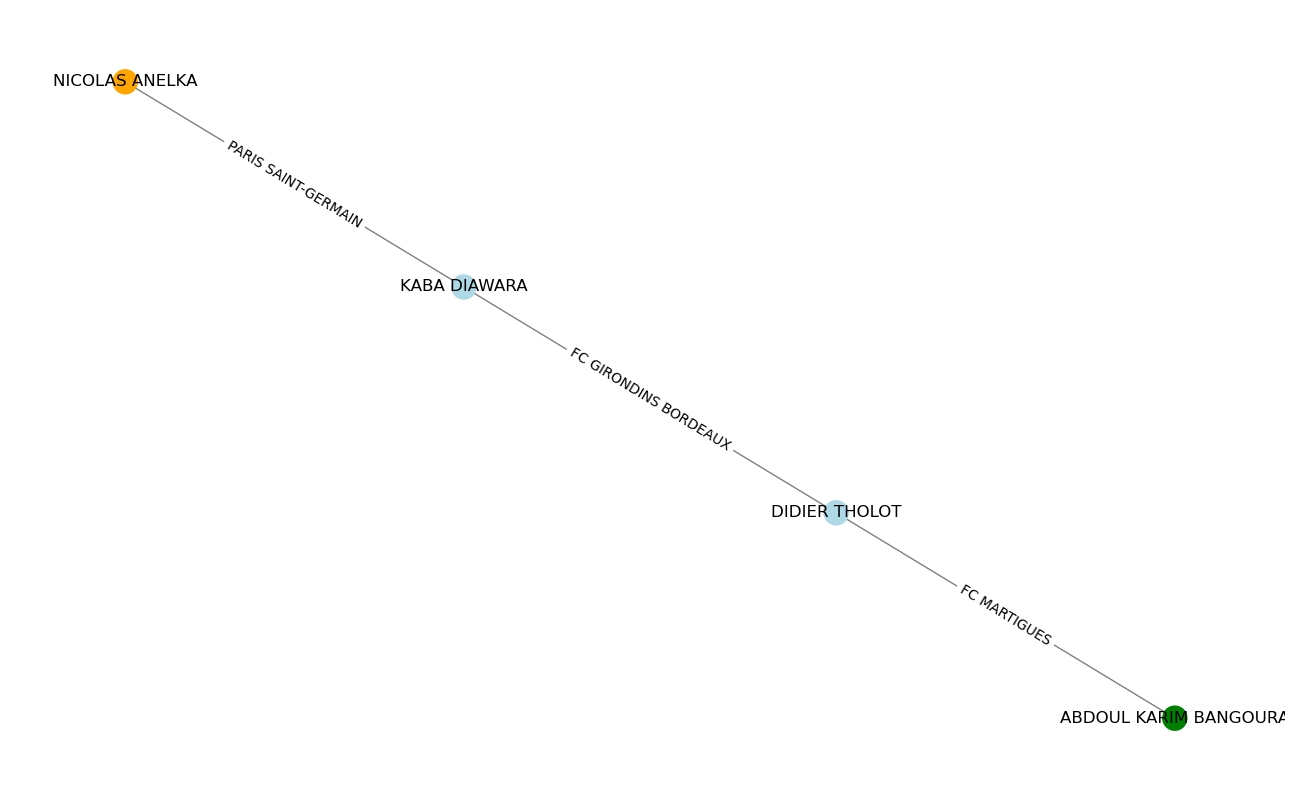 NICOLAS ANELKA
PARIS SAINT-GERMAIN
KABA DIAWARA
FC GIRONDINS BORDEAUX
DIDIER THOLOT
FC MARTIGUES
ABDOUL KARIM BANGOURA